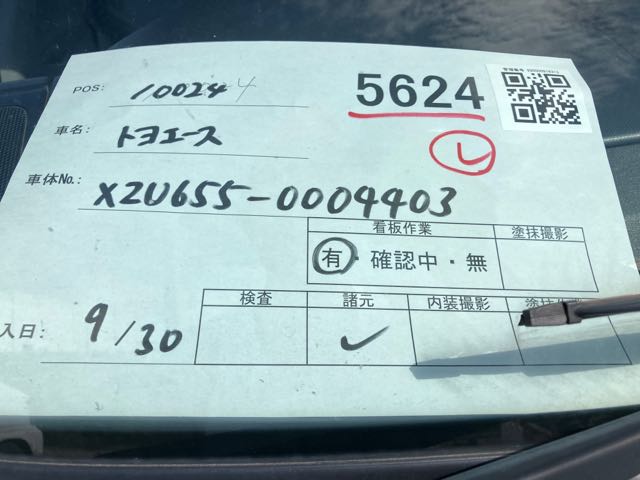 POS: 100244
5624
車名: トヨエース
車体No.: XZU655-0004403
看板作業 塗抹撮影
有・確認中・無
検査 諸元 内装撮影
入日: 9/30 ✓